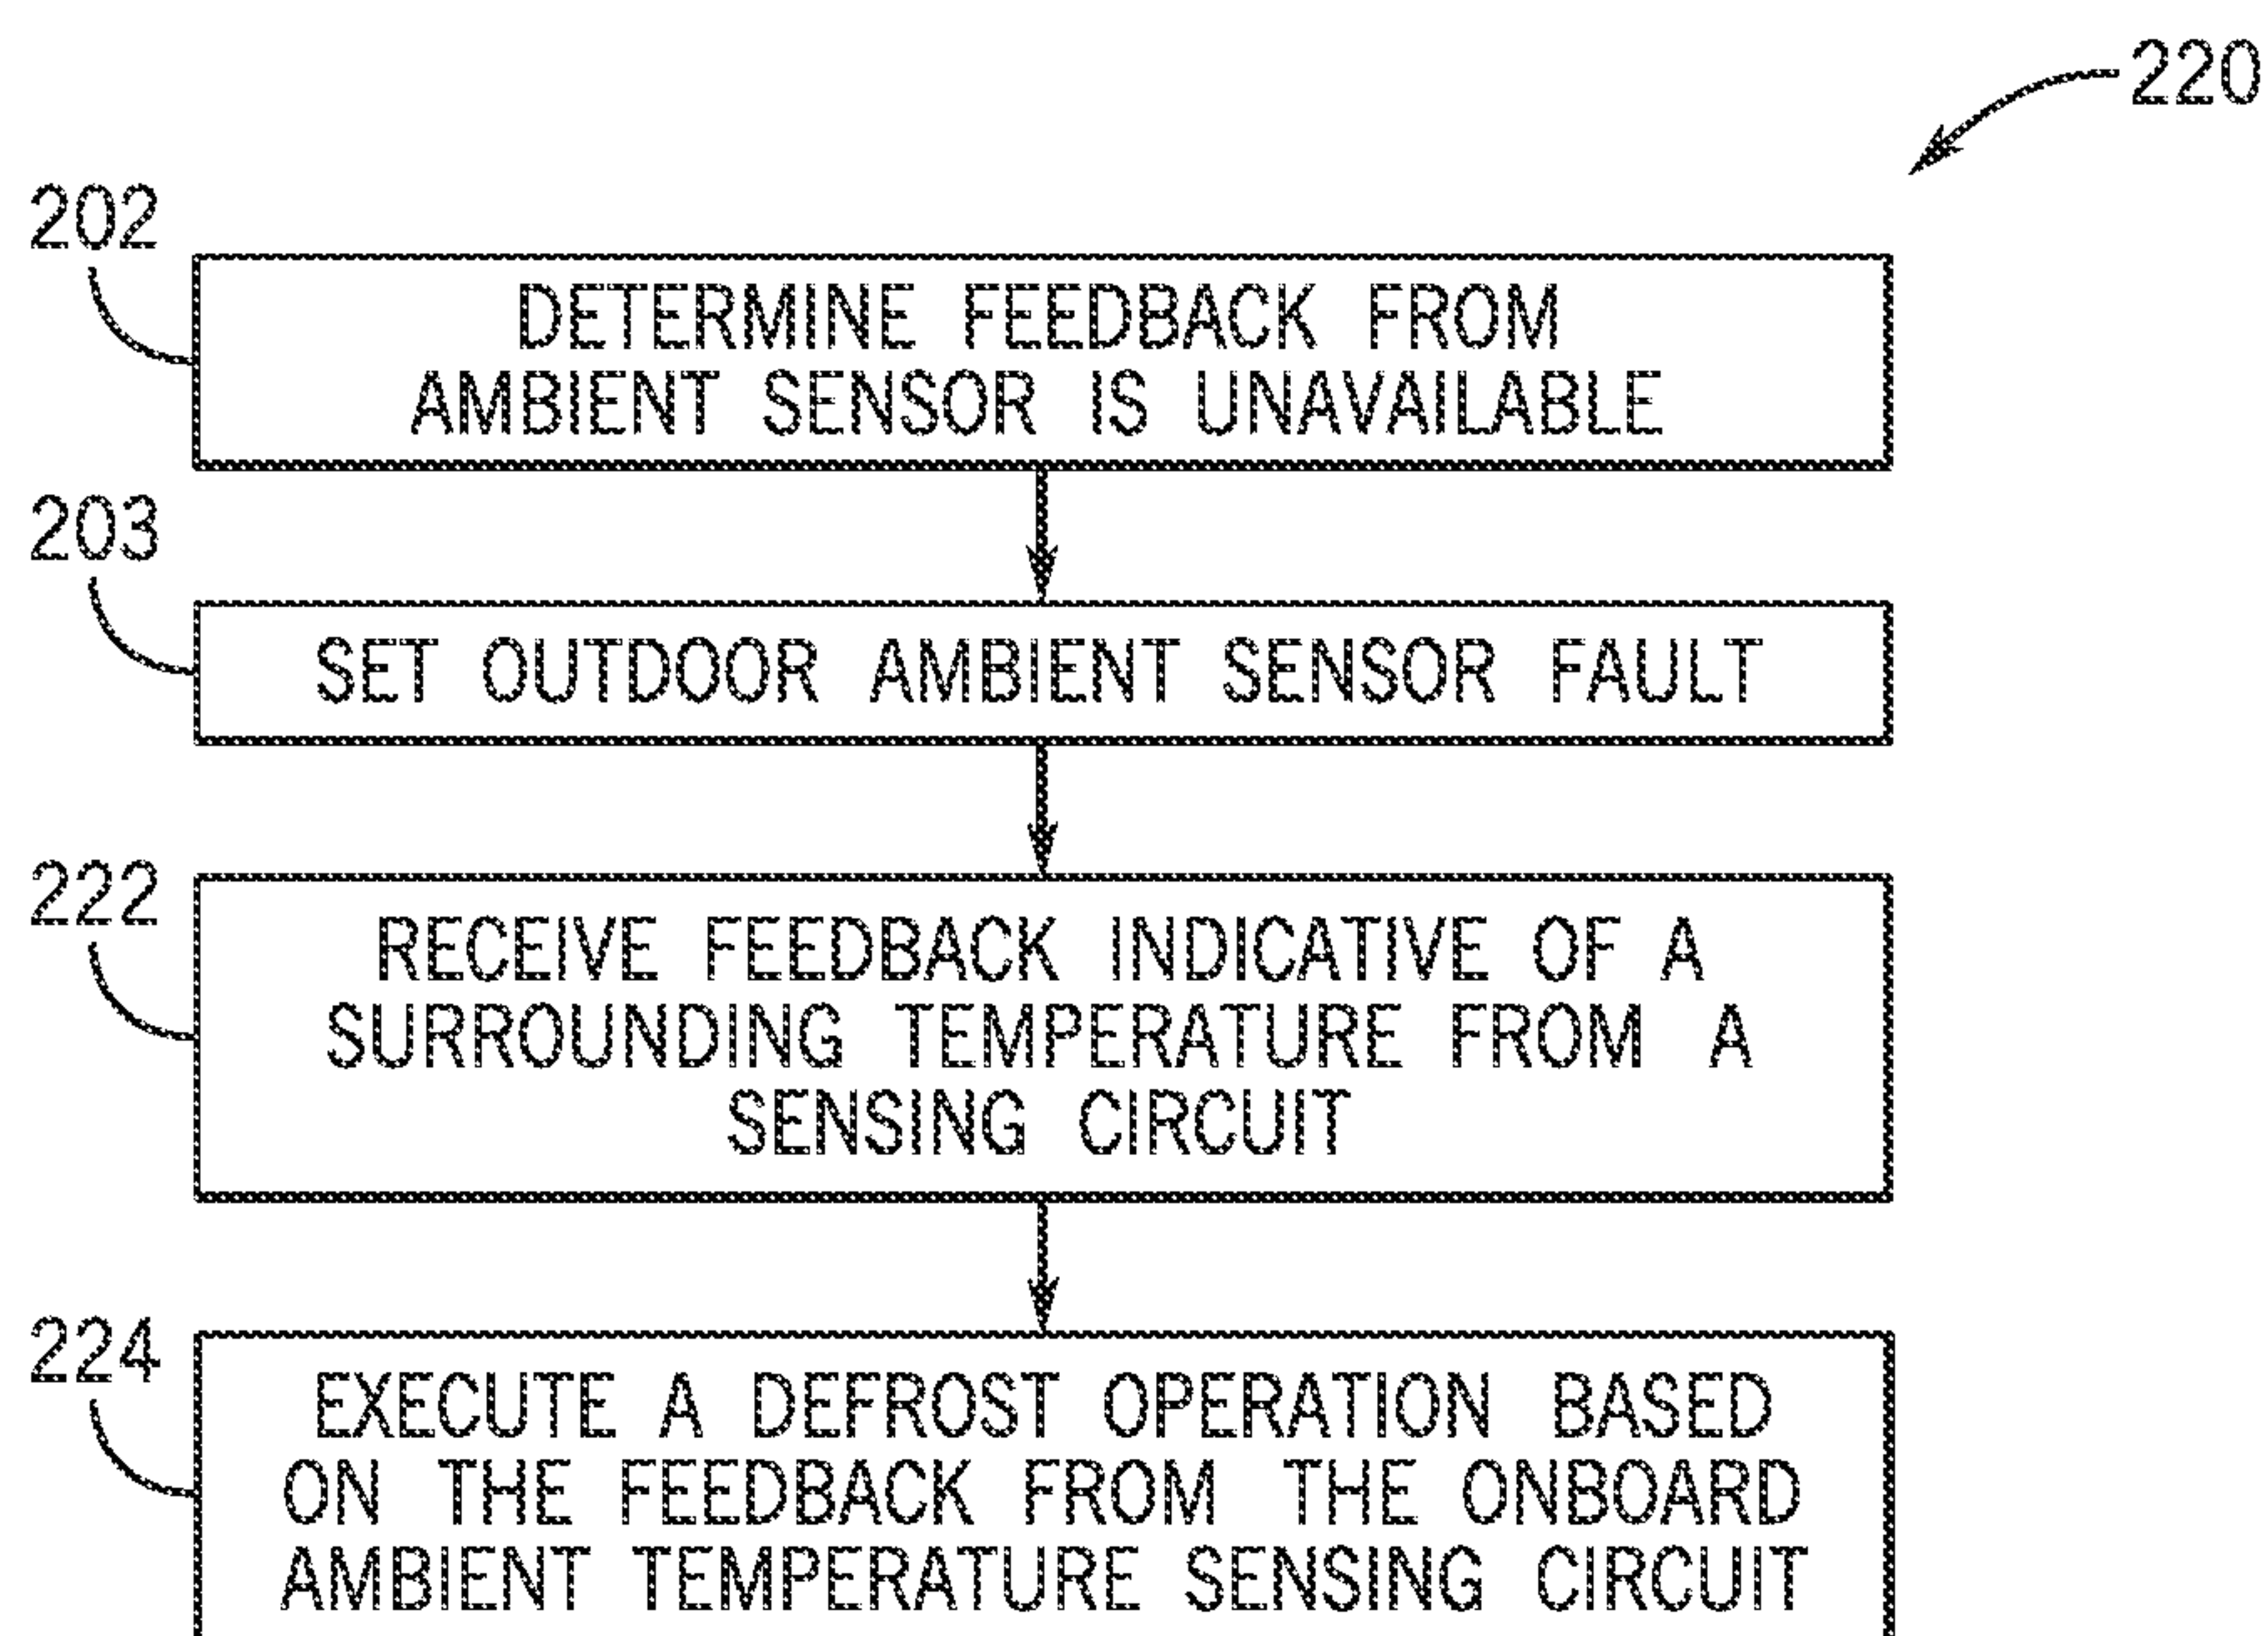 220
202
DETERMINE FEEDBACK FROM
AMBIENT SENSOR IS UNAVAILABLE
203
SET OUTDOOR AMBIENT SENSOR FAULT
222
RECEIVE FEEDBACK INDICATIVE OF A
SURROUNDING TEMPERATURE FROM A
SENSING CIRCUIT
224
EXECUTE A DEFROST OPERATION BASED
ON THE FEEDBACK FROM THE ONBOARD
AMBIENT TEMPERATURE SENSING CIRCUIT